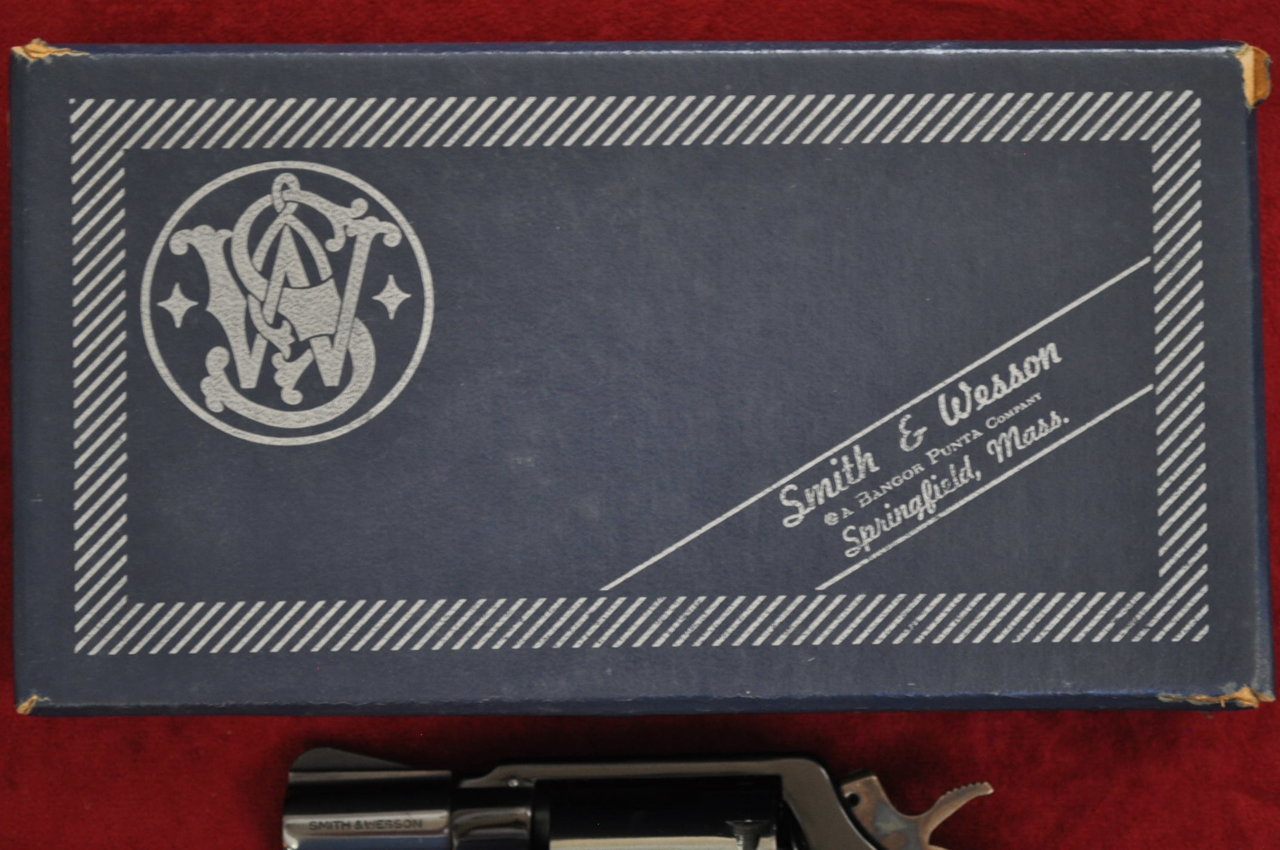 Smith & Wesson
A BANGOR PUNTA COMPANY
Springfield, Mass.
SMITH & WESSON